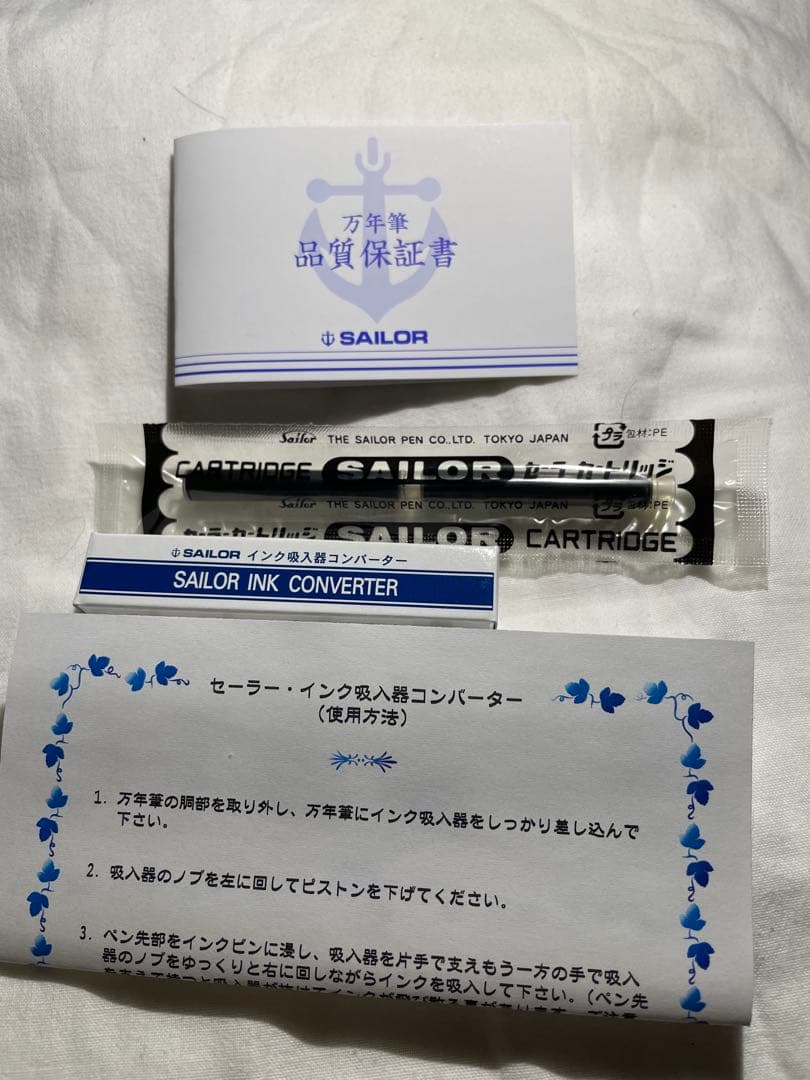 万年筆
品質保証書
SAILOR
Sailor THE SAILOR PEN CO.,LTD. TOKYO JAPAN プラ 包材:PE
CARTRIDGE SAILOR セーラーカートリッジ
Sailor THE SAILOR PEN CO.,LTD. TOKYO JAPAN プラ 包材:PE
セーラーカートリッジ SAILOR CARTRIDGE
SAILOR インク吸入器コンバーター
SAILOR INK CONVERTER
セーラー・インク吸入器コンバーター
(使用方法)
1. 万年筆の胴部を取り外し、万年筆にインク吸入器をしっかり差し込んで
下さい。
2. 吸入器のノブを左に回してピストンを下げてください。
3. ペン先部をインクビンに浸し、吸入器を片手で支えもう一方の手で吸入
器のノブをゆっくりと右に回しながらインクを吸入して下さい。(ペン先